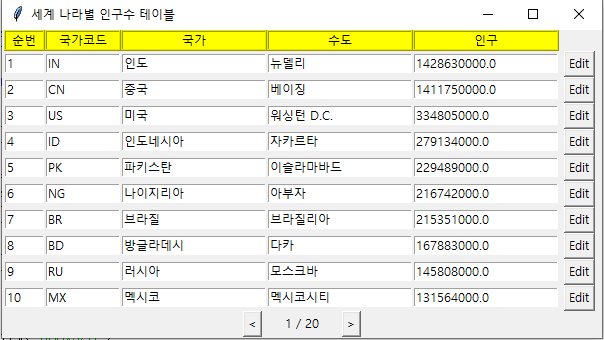 세계 나라별 인구수 테이블
순번 국가코드 국가 수도 인구
1 IN 인도 뉴델리 1428630000.0 Edit
2 CN 중국 베이징 1411750000.0 Edit
3 US 미국 워싱턴 D.C. 334805000.0 Edit
4 ID 인도네시아 자카르타 279134000.0 Edit
5 PK 파키스탄 이슬라마바드 229489000.0 Edit
6 NG 나이지리아 아부자 216742000.0 Edit
7 BR 브라질 브라질리아 215351000.0 Edit
8 BD 방글라데시 다카 167883000.0 Edit
9 RU 러시아 모스크바 145808000.0 Edit
10 MX 멕시코 멕시코시티 131564000.0 Edit
< 1 / 20 >